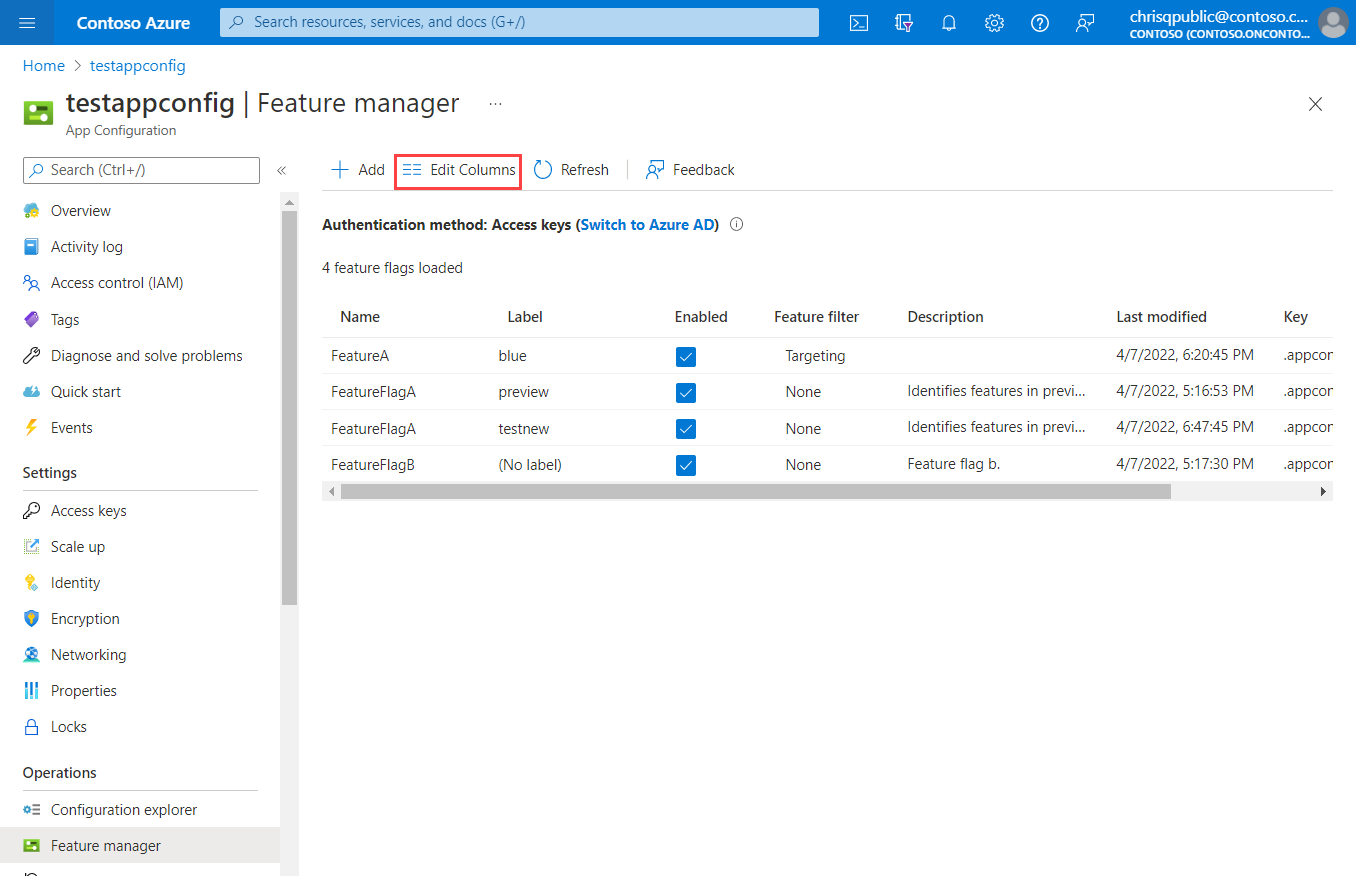 Contoso Azure
Search resources, services, and docs (G+/)
chrisqpublic@contoso.c...
CONTOSO (CONTOSO.ONCONTO...
Home > testappconfig
testappconfig | Feature manager ...
App Configuration
Search (Ctrl+/) «
Overview
Activity log
Access control (IAM)
Tags
Diagnose and solve problems
Quick start
Events
Settings
Access keys
Scale up
Identity
Encryption
Networking
Properties
Locks
Operations
Configuration explorer
Feature manager
Add Edit Columns Refresh Feedback
Authentication method: Access keys (Switch to Azure AD)
4 feature flags loaded
Name Label Enabled Feature filter Description Last modified Key
FeatureA blue Targeting 4/7/2022, 6:20:45 PM .appcon
FeatureFlagA preview None Identifies features in previ... 4/7/2022, 5:16:53 PM .appcon
FeatureFlagA testnew None Identifies features in previ... 4/7/2022, 6:47:45 PM .appcon
FeatureFlagB (No label) None Feature flag b. 4/7/2022, 5:17:30 PM .appcon